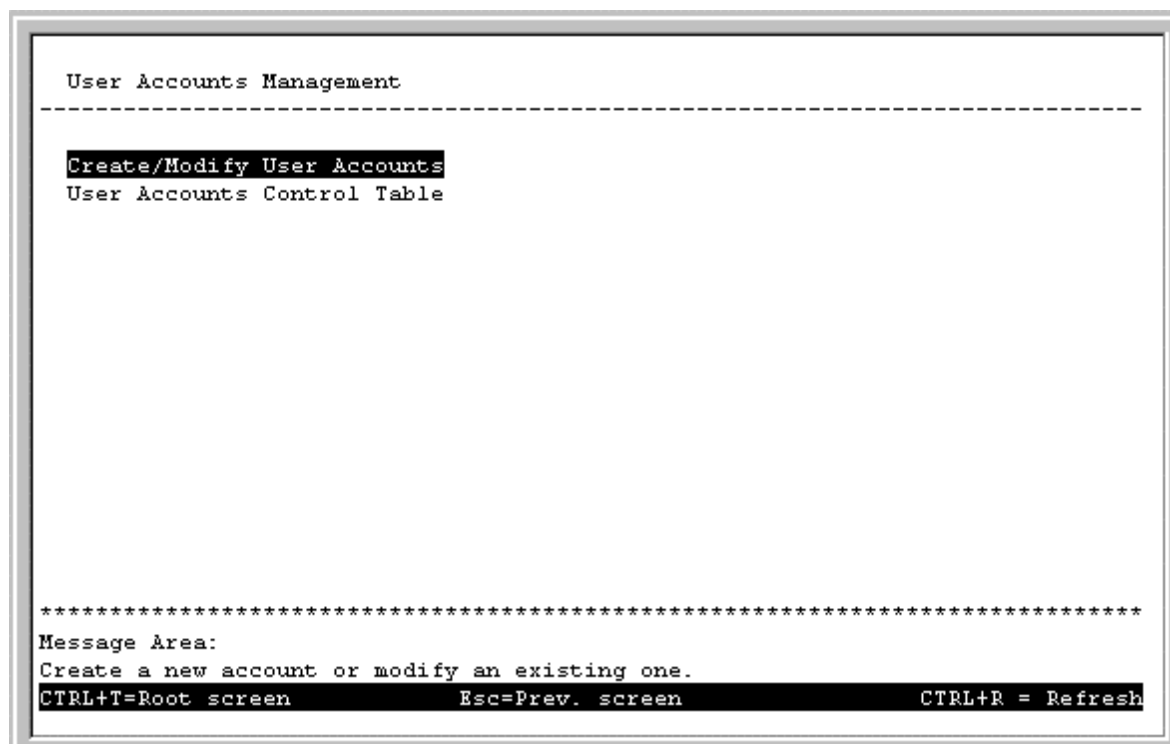 User Accounts Management
-------------------------------------------------------------------------------
Create/Modify User Accounts
User Accounts Control Table
*******************************************************************************
Message Area:
Create a new account or modify an existing one.
CTRL+T=Root screen Esc=Prev. screen CTRL+R = Refresh